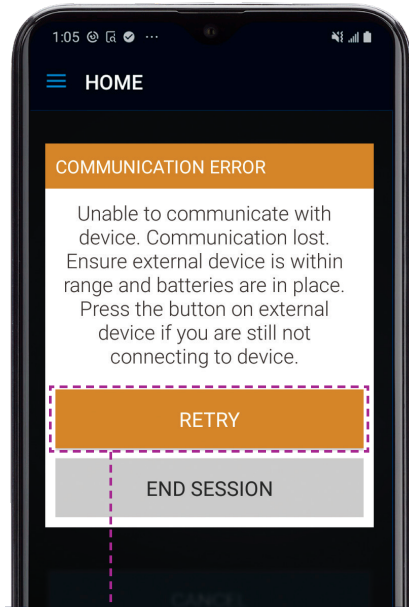 1:05
HOME
COMMUNICATION ERROR
Unable to communicate with
device. Communication lost.
Ensure external device is within
range and batteries are in place.
Press the button on external
device if you are still not
connecting to device.
RETRY
END SESSION
CANCEL